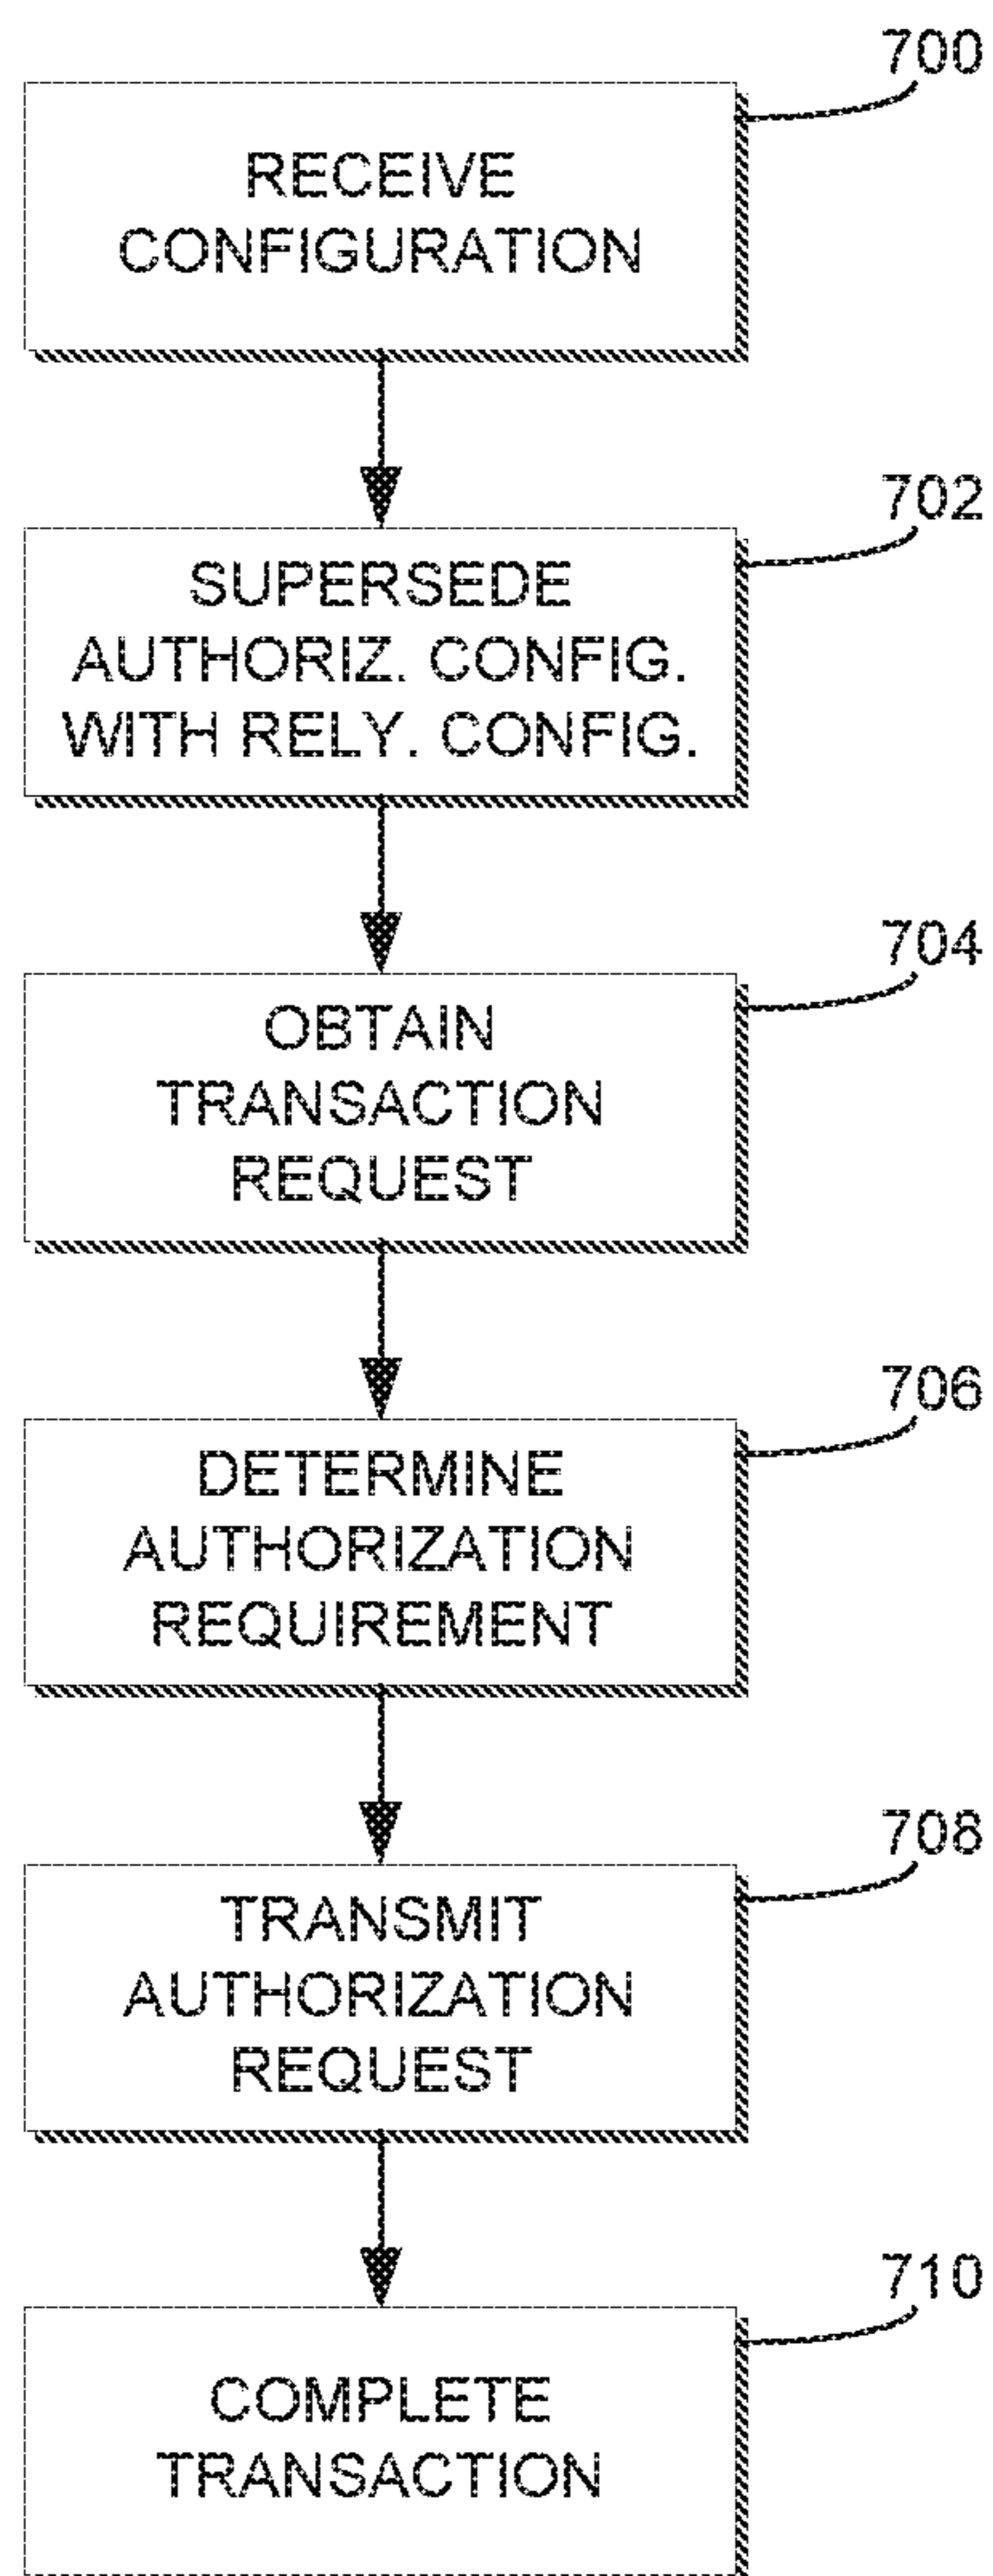 700
RECEIVE
CONFIGURATION
702
SUPERSEDE
AUTHORIZ. CONFIG.
WITH RELY. CONFIG.
704
OBTAIN
TRANSACTION
REQUEST
706
DETERMINE
AUTHORIZATION
REQUIREMENT
708
TRANSMIT
AUTHORIZATION
REQUEST
710
COMPLETE
TRANSACTION